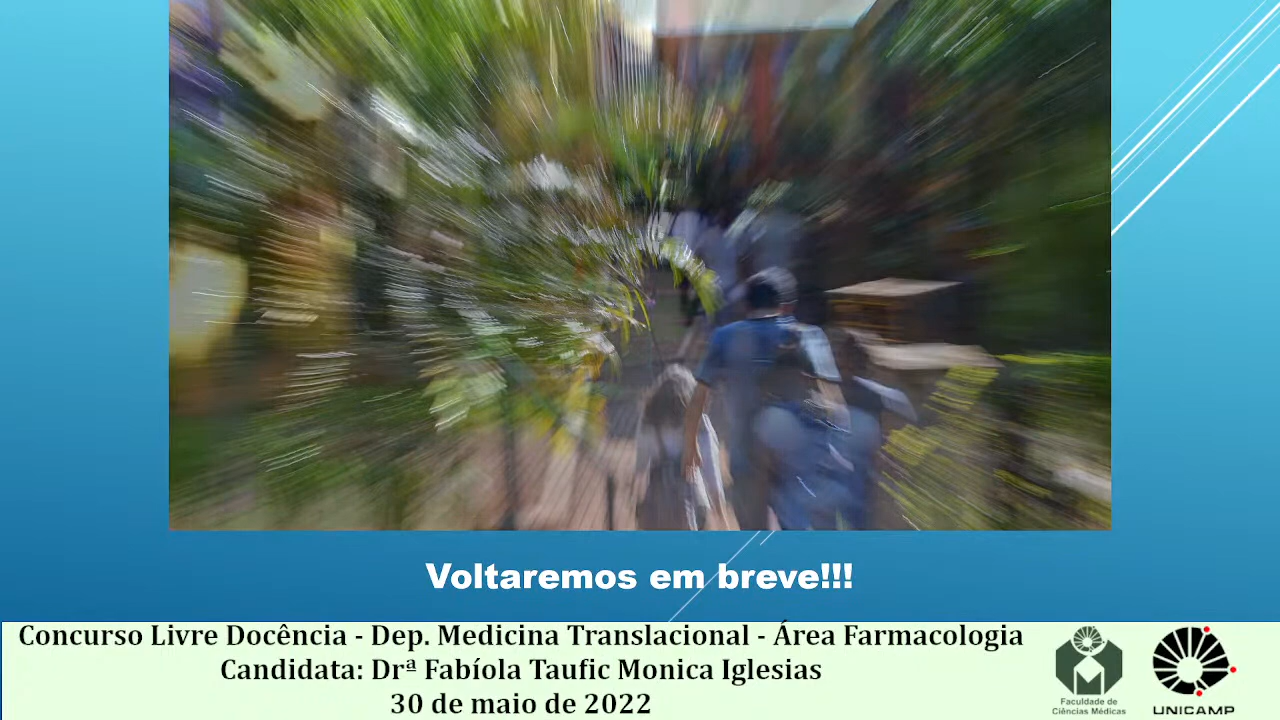 Voltaremos em breve!!!
Concurso Livre Docência - Dep. Medicina Translacional - Área Farmacologia
Candidata: Drª Fabíola Taufic Monica Iglesias
30 de maio de 2022
Faculdade de
Ciências Médicas
UNICAMP